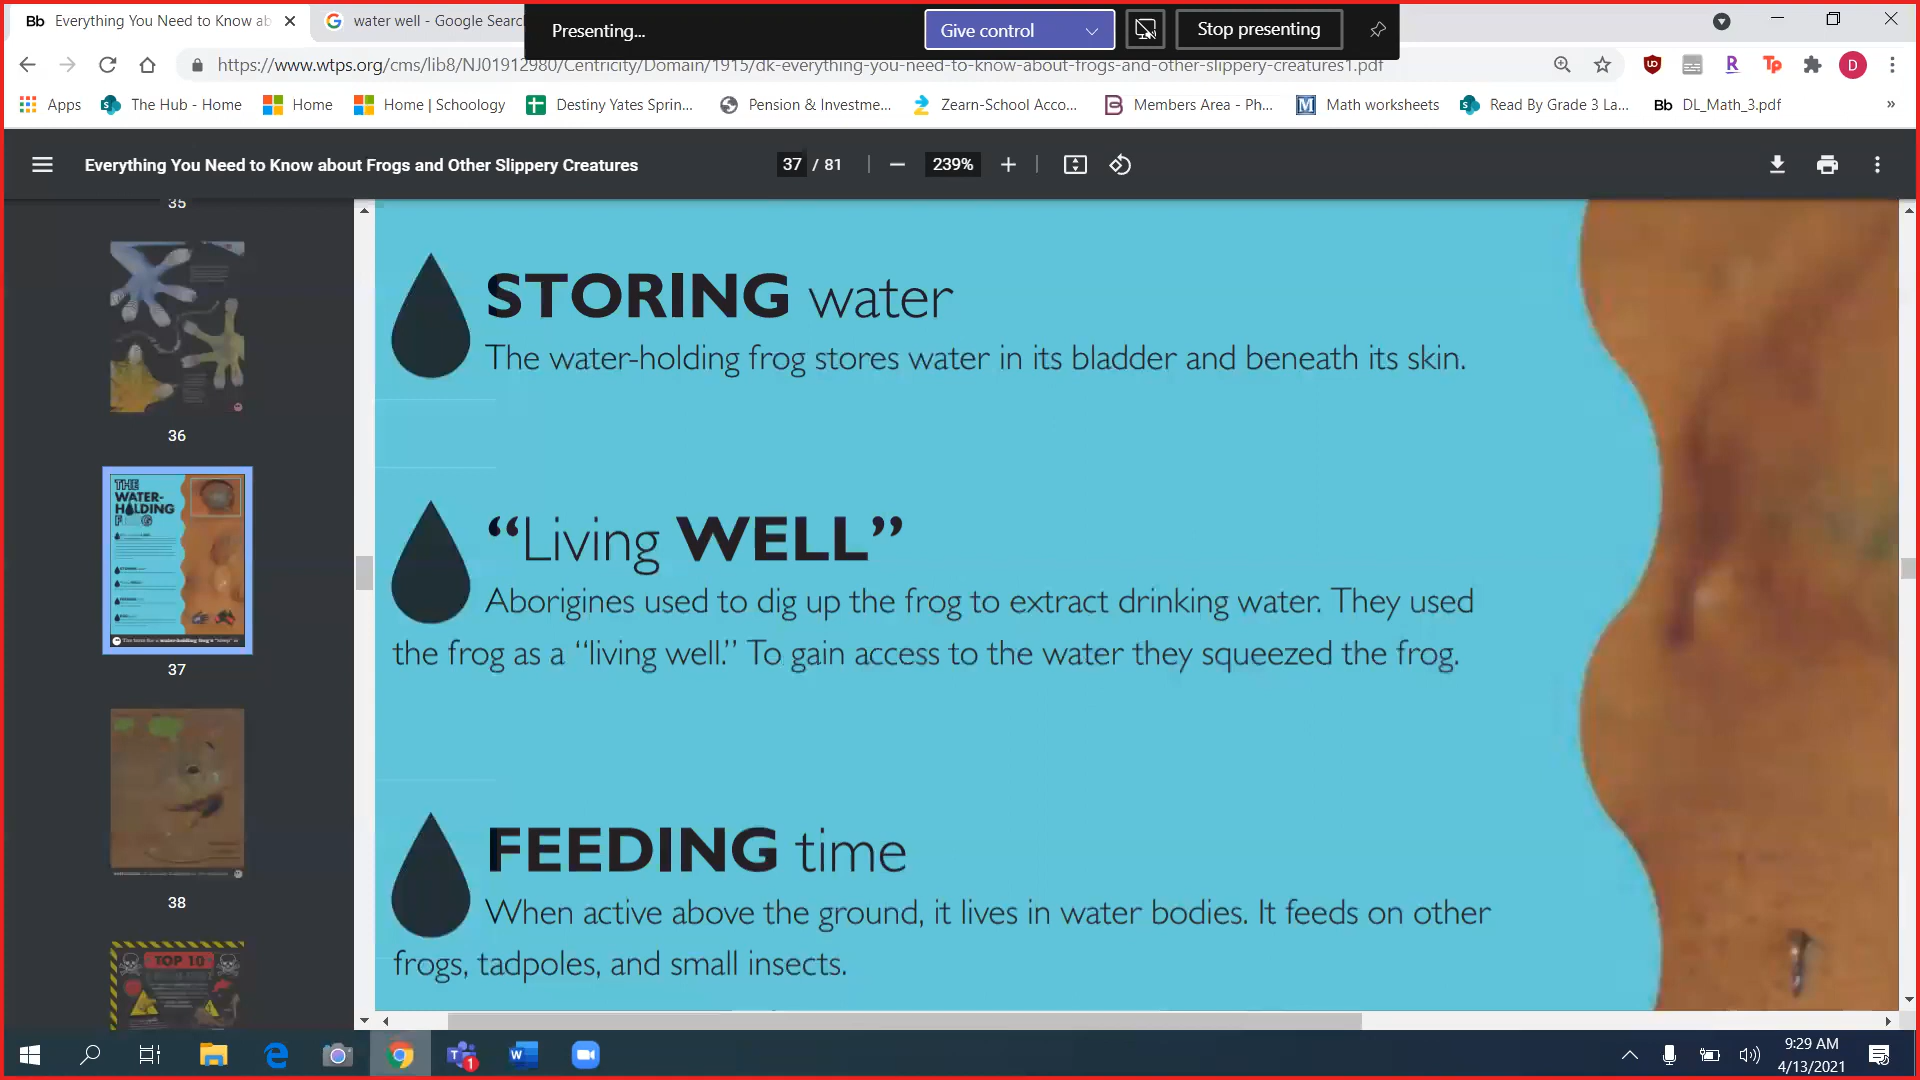 Everything You Need to Know ab
water well - Google Searc
Presenting...
Give control
Stop presenting
https://www.wtps.org/cms/lib8/NJ01912980/Centricity/Domain/1915/dk-everything-you-need-to-know-about-frogs-and-other-slippery-creatures1.pdf
D
Apps
The Hub - Home
Home
Home | Schoology
Destiny Yates Sprin...
Pension & Investme...
Zearn-School Acco...
Members Area - Ph...
Math worksheets
Read By Grade 3 La...
Bb DL_Math_3.pdf
Everything You Need to Know about Frogs and Other Slippery Creatures
37 / 81
239%
35
36
THE
WATER-
HOLDING
37
38
TOP 10
STORING water
The water-holding frog stores water in its bladder and beneath its skin.
“Living WELL”
Aborigines used to dig up the frog to extract drinking water. They used
the frog as a “living well.” To gain access to the water they squeezed the frog.
FEEDING time
When active above the ground, it lives in water bodies. It feeds on other
frogs, tadpoles, and small insects.
9:29 AM
4/13/2021